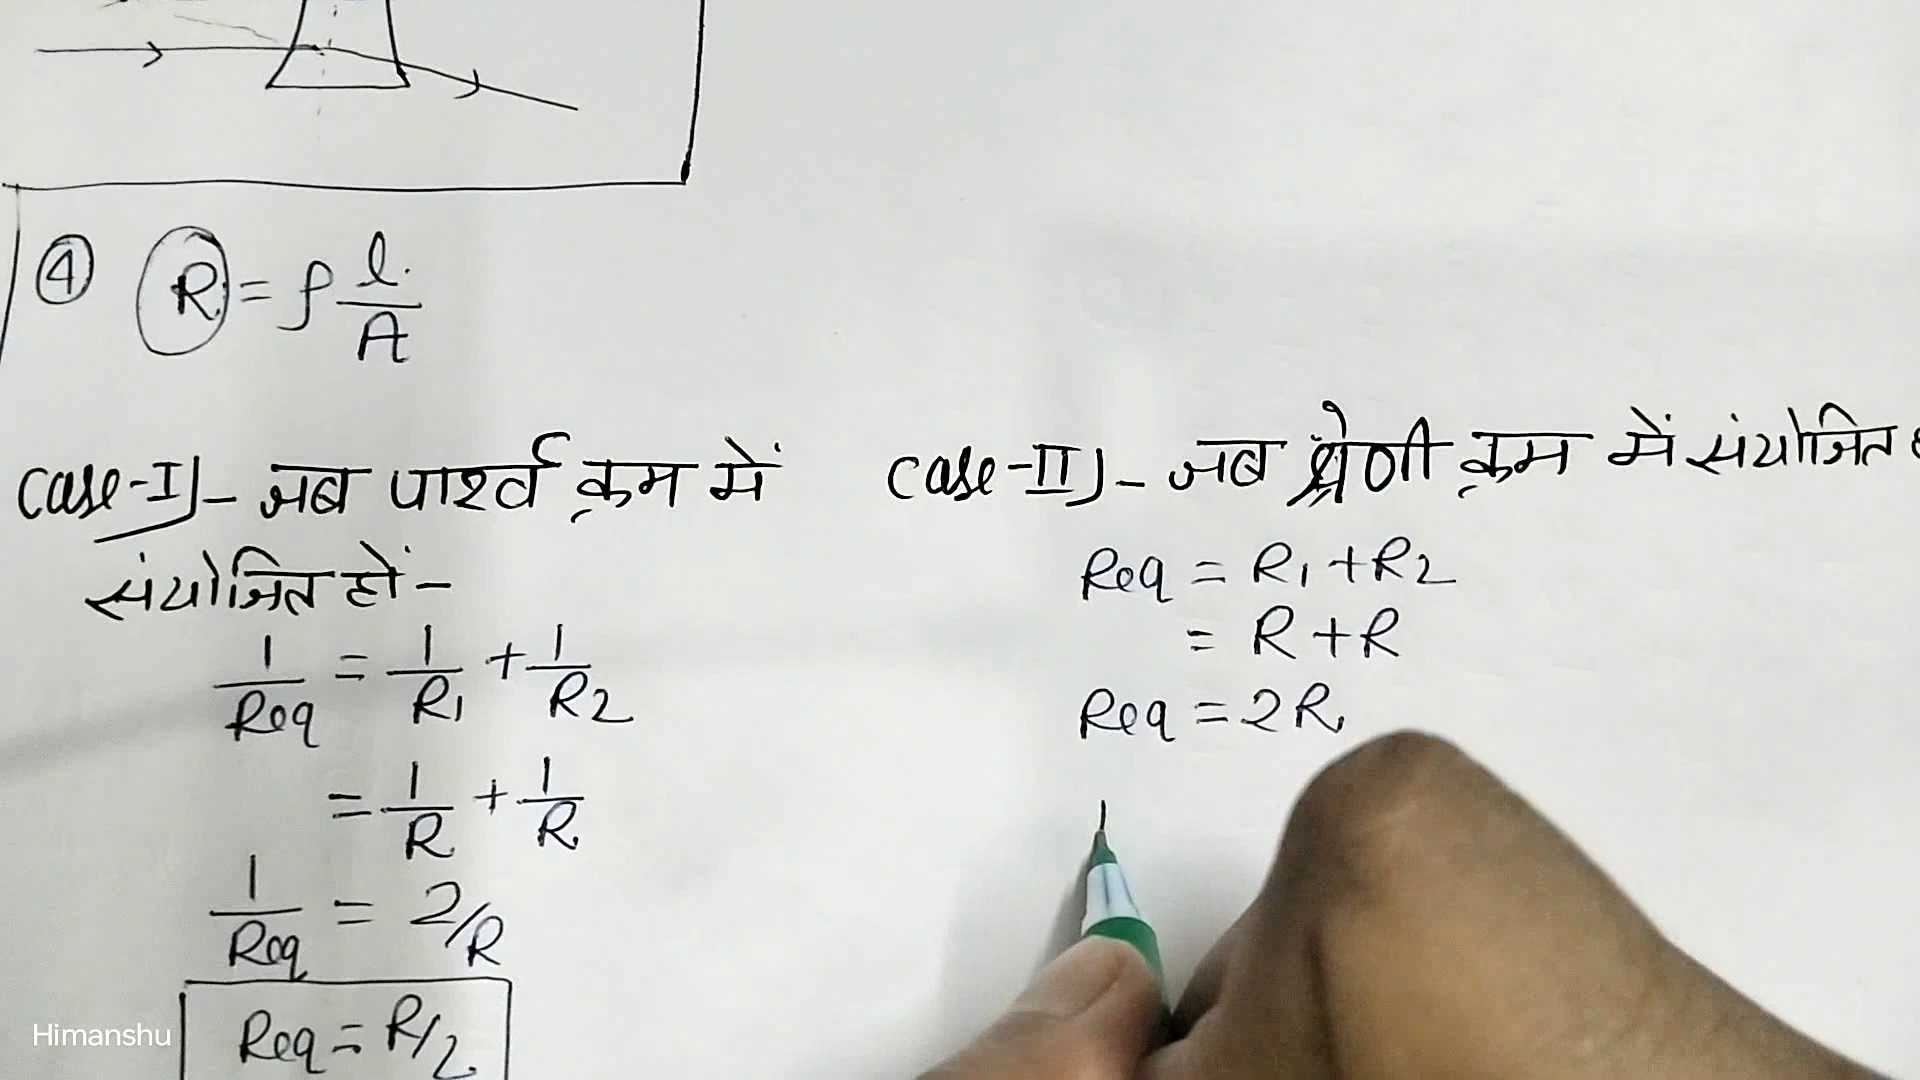 ④ R = ρ l/A
Case-I)- जब पार्श्व क्रम में
संयोजित हों -
1/Req = 1/R1 + 1/R2
= 1/R + 1/R
1/Req = 2/R
Req = R/2
Case-II)- जब श्रेणी क्रम में संयोजित
Req = R1 + R2
= R + R
Req = 2R
Himanshu